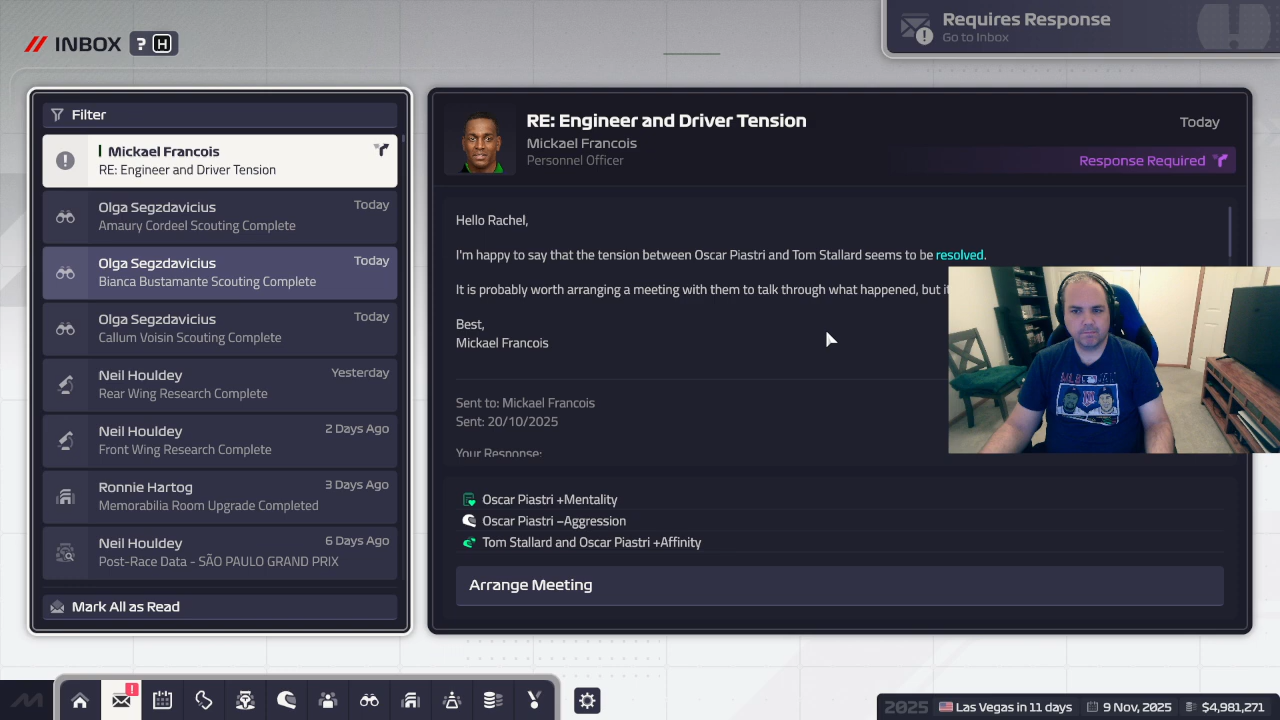 INBOX ? H
Requires Response
Go to Inbox
Filter
Mickael Francois
RE: Engineer and Driver Tension
Olga Segzdavicius Today
Amaury Cordeel Scouting Complete
Olga Segzdavicius Today
Bianca Bustamante Scouting Complete
Olga Segzdavicius Today
Callum Voisin Scouting Complete
Neil Houldey Yesterday
Rear Wing Research Complete
Neil Houldey 2 Days Ago
Front Wing Research Complete
Ronnie Hartog 3 Days Ago
Memorabilia Room Upgrade Completed
Neil Houldey 6 Days Ago
Post-Race Data - SÃO PAULO GRAND PRIX
Mark All as Read
RE: Engineer and Driver Tension
Today
Mickael Francois
Personnel Officer
Response Required
Hello Rachel,
I'm happy to say that the tension between Oscar Piastri and Tom Stallard seems to be resolved.
It is probably worth arranging a meeting with them to talk through what happened, but
Best,
Mickael Francois
Sent to: Mickael Francois
Sent: 20/10/2025
Your Response:
Oscar Piastri +Mentality
Oscar Piastri −Aggression
Tom Stallard and Oscar Piastri +Affinity
Arrange Meeting
2025 Las Vegas in 11 days 9 Nov, 2025 $4,981,271